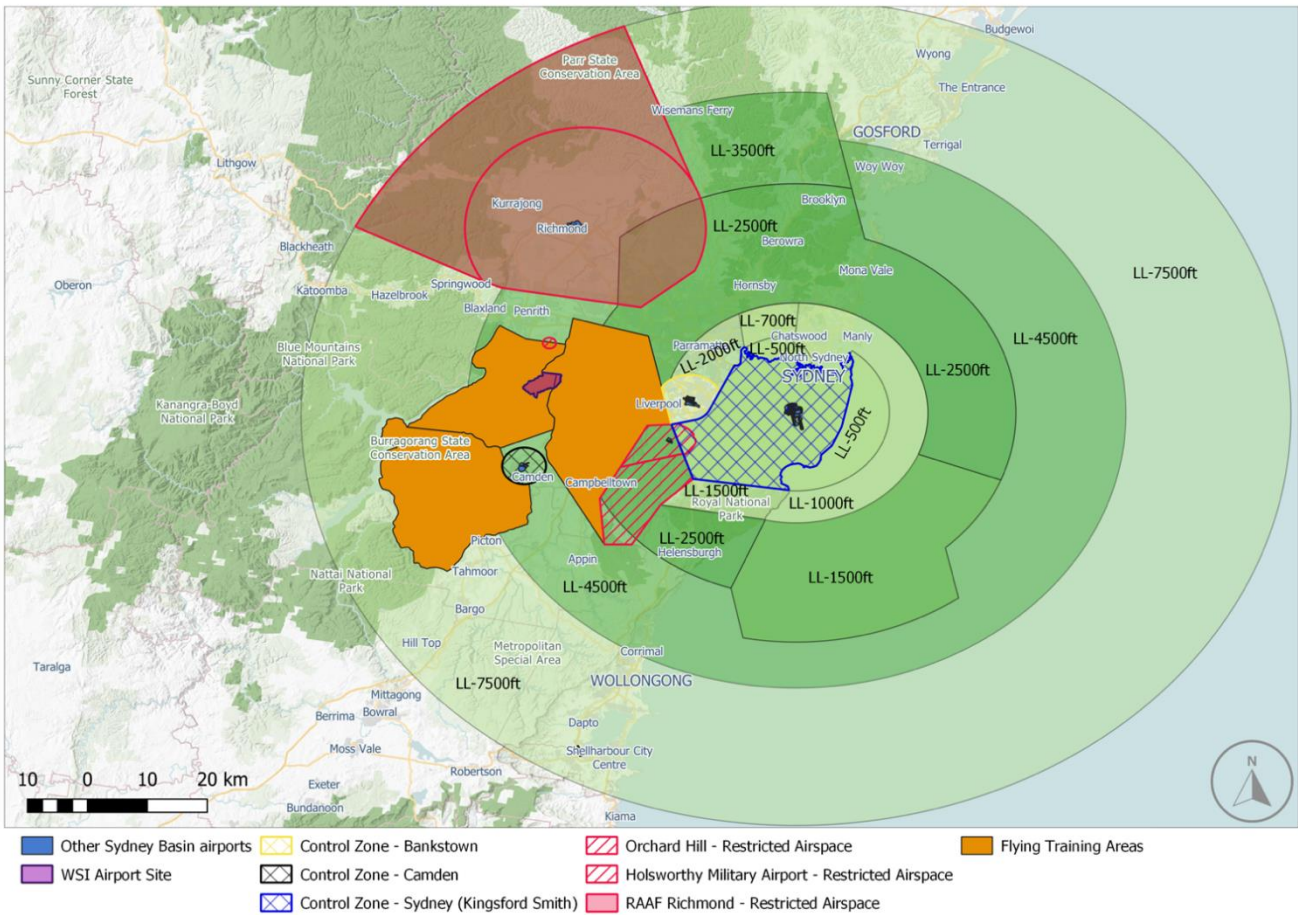 Budgewoi
Wyong
Parr State
Conservation Area
Sunny Corner State
Forest
The Entrance
Wisemans Ferry
GOSFORD
Terrigal
LL-3500ft
Lithgow
Woy Woy
Brooklyn
Kurrajong
Richmond
LL-2500ft
Berowra
Blackheath
Mona Vale
LL-7500ft
Oberon
Katoomba
Hazelbrook
Springwood
Hornsby
Blaxland
Penrith
LL-700ft
Chatswood
Manly
LL-4500ft
Blue Mountains
National Park
Parramatta
LL-2000ft
LL-500ft
North Sydney
SYDNEY
LL-2500ft
Kanangra-Boyd
National Park
Liverpool
LL-500ft
Burragorang State
Conservation Area
Camden
Campbelltown
LL-1500ft
Royal National
Park
LL-1000ft
Picton
LL-2500ft
Helensburgh
Appin
Nattai National
Park
Tahmoor
LL-4500ft
LL-1500ft
Bargo
Hill Top
Metropolitan
Special Area
Corrimal
Taralga
LL-7500ft
WOLLONGONG
Mittagong
Berrima
Bowral
Dapto
Moss Vale
Shellharbour City
Centre
Robertson
Exeter
Bundanoon
Kiama
10 0 10 20 km
N
Other Sydney Basin airports
WSI Airport Site
Control Zone - Bankstown
Control Zone - Camden
Control Zone - Sydney (Kingsford Smith)
Orchard Hill - Restricted Airspace
Holsworthy Military Airport - Restricted Airspace
RAAF Richmond - Restricted Airspace
Flying Training Areas